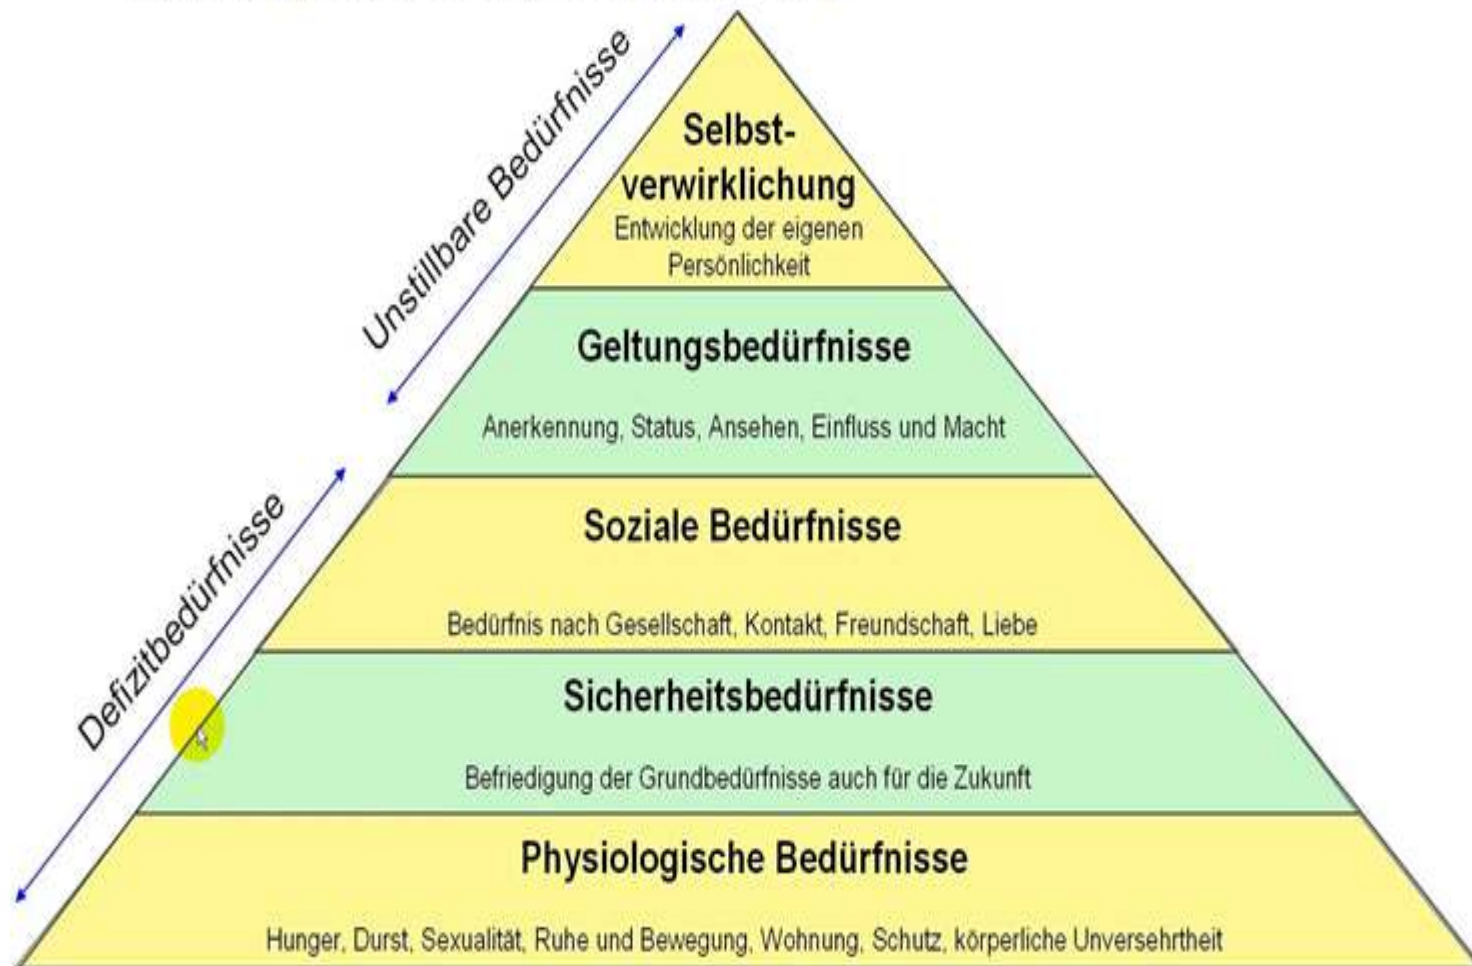 Unstillbare Bedürfnisse
Selbst-
verwirklichung
Entwicklung der eigenen
Persönlichkeit
Geltungsbedürfnisse
Anerkennung, Status, Ansehen, Einfluss und Macht
Defizitbedürfnisse
Soziale Bedürfnisse
Bedürfnis nach Gesellschaft, Kontakt, Freundschaft, Liebe
Sicherheitsbedürfnisse
Befriedigung der Grundbedürfnisse auch für die Zukunft
Physiologische Bedürfnisse
Hunger, Durst, Sexualität, Ruhe und Bewegung, Wohnung, Schutz, körperliche Unversehrtheit